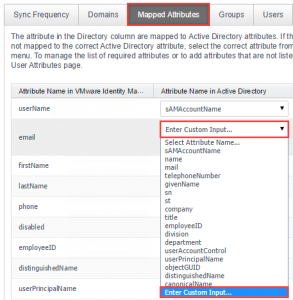 Sync Frequency Domains Mapped Attributes Groups Users
The attribute in the Directory column are mapped to Active Directory attributes. If th
not mapped to the correct Active Directory attribute, select the correct attribute from
menu. To manage the list of required attributes or to add attributes that are not liste
User Attributes page.
Attribute Name in VMware Identity Ma... Attribute Name in Active Directory
userName sAMAccountName
email Enter Custom Input...
Select Attribute Name...
sAMAccountName
name
mail
telephoneNumber
givenName
sn
st
company
title
employeeID
division
department
userAccountControl
userPrincipalName
objectGUID
distinguishedName
canonicalName
Enter Custom Input...
firstName
lastName
phone
disabled
employeeID
distinguishedName
userPrincipalName